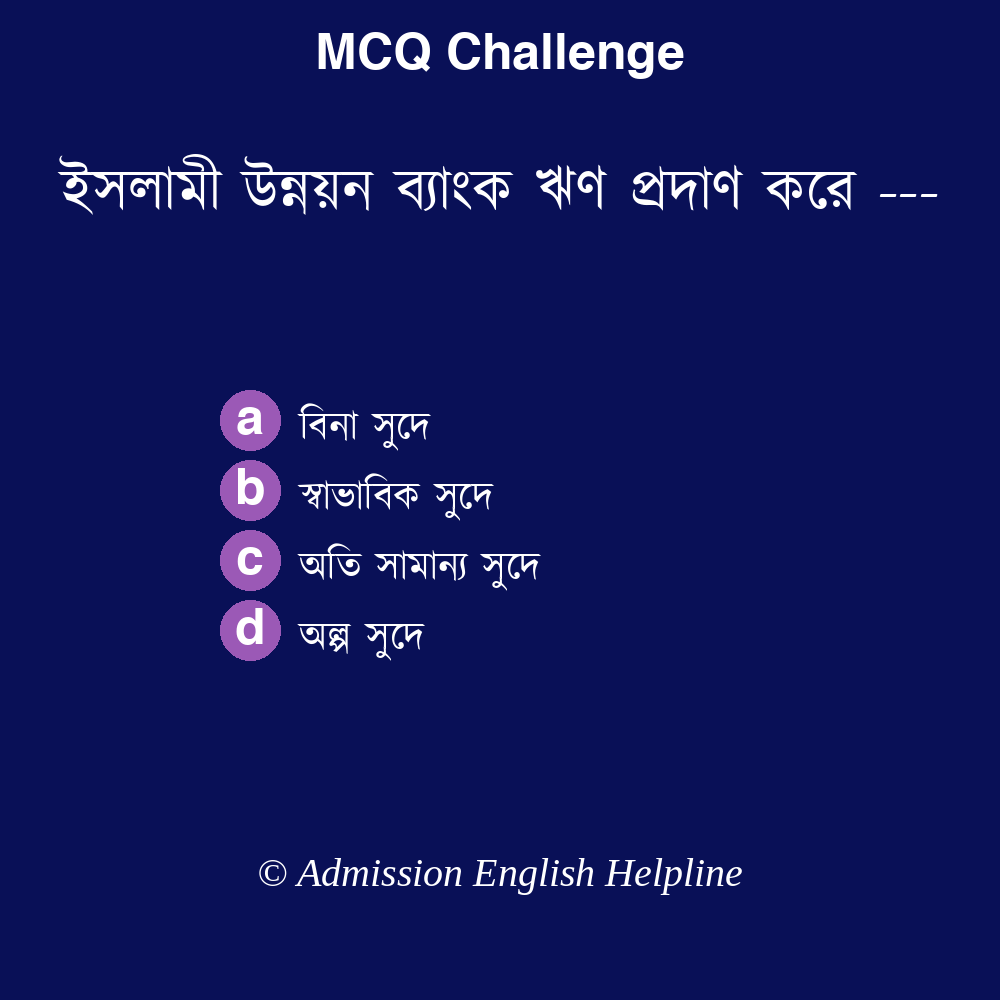 MCQ Challenge
ইসলামী উন্নয়ন ব্যাংক ঋণ প্রদাণ করে ---
a বিনা সুদে
b স্বাভাবিক সুদে
c অতি সামান্য সুদে
d অল্প সুদে
© Admission English Helpline